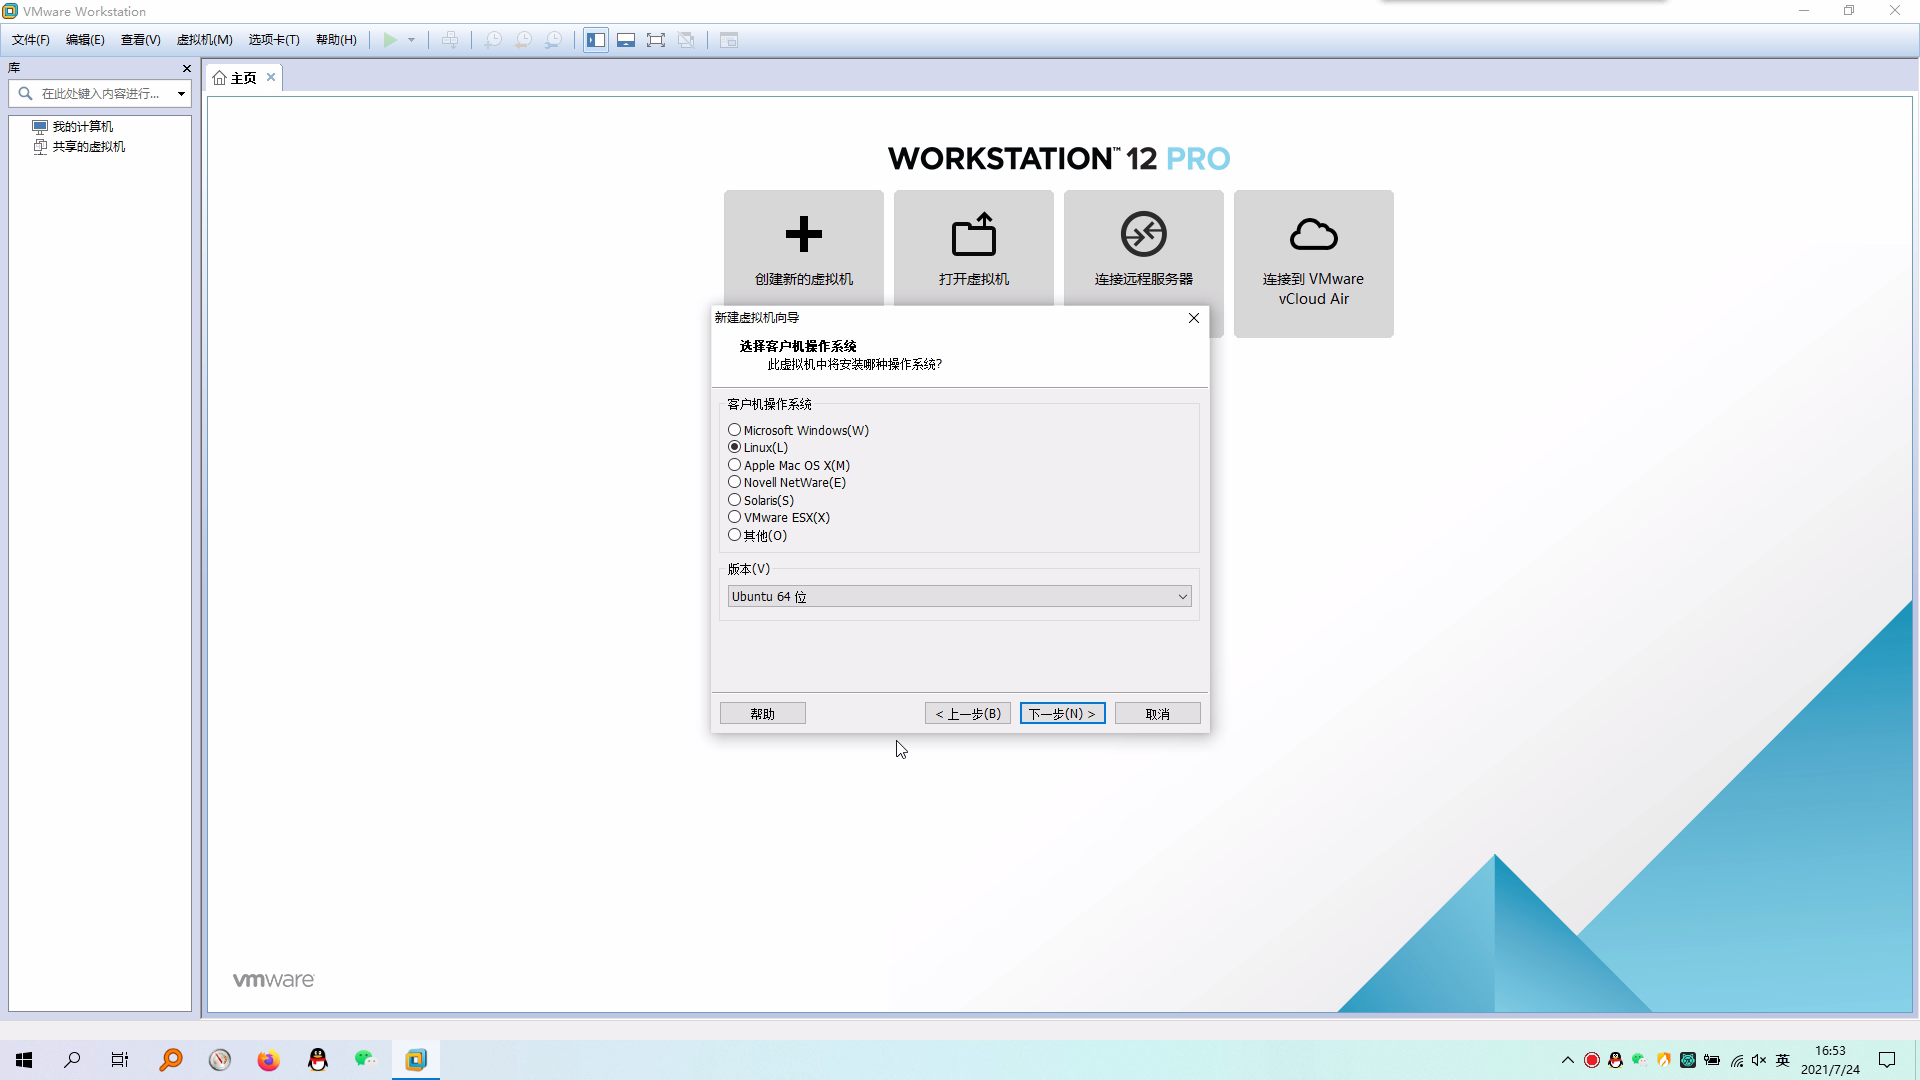 VMware Workstation
文件(F) 编辑(E) 查看(V) 虚拟机(M) 选项卡(T) 帮助(H)
库
主页
在此处键入内容进行...
我的计算机
共享的虚拟机
WORKSTATION™ 12 PRO
创建新的虚拟机
打开虚拟机
连接远程服务器
连接到 VMware
vCloud Air
新建虚拟机向导
选择客户机操作系统
此虚拟机中将安装哪种操作系统?
客户机操作系统
Microsoft Windows(W)
Linux(L)
Apple Mac OS X(M)
Novell NetWare(E)
Solaris(S)
VMware ESX(X)
其他(O)
版本(V)
Ubuntu 64 位
帮助
< 上一步(B)
下一步(N) >
取消
vmware
英
16:53
2021/7/24